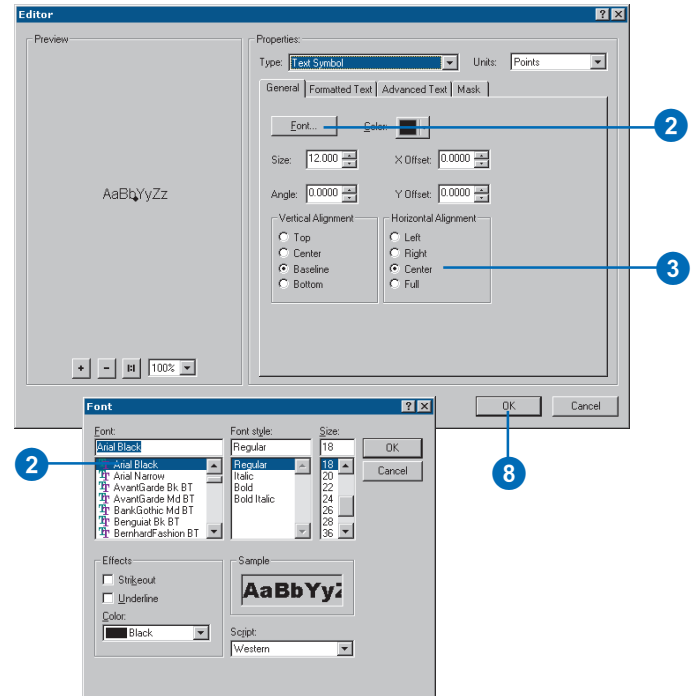 Editor
Preview
AaBbYyZz
+ - 1:1 100%
Properties:
Type: Text Symbol Units: Points
General Formatted Text Advanced Text Mask
Font... Color:
2
Size: 12.000 X Offset: 0.0000
Angle: 0.0000 Y Offset: 0.0000
Vertical Alignment
Top
Center
Baseline
Bottom
Horizontal Alignment
Left
Right
Center
Full
3
OK Cancel
8
Font
Font:
Arial Black
Arial Black
Arial Narrow
AvantGarde Bk BT
AvantGarde Md BT
BankGothic Md BT
Benguiat Bk BT
BernhardFashion BT
2
Font style:
Regular
Regular
Italic
Bold
Bold Italic
Size:
18
18
20
22
24
26
28
36
OK
Cancel
Effects
Strikeout
Underline
Color:
Black
Sample
AaBbYyZ
Script:
Western